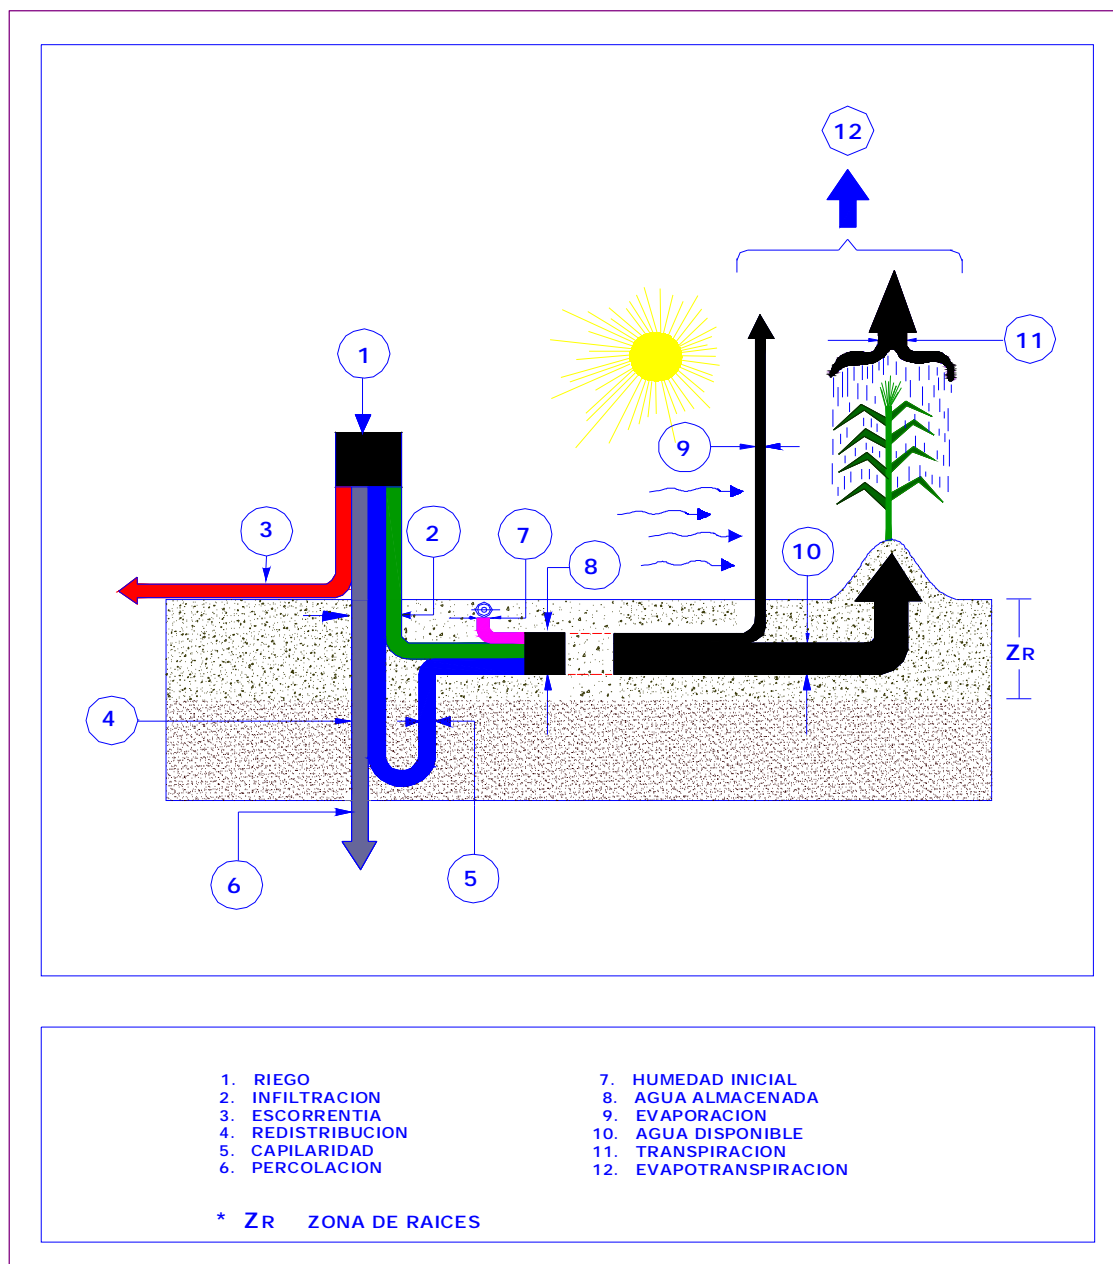 12
11
1
9
3
2
7
8
10
ZR
4
6
5
1. RIEGO
2. INFILTRACION
3. ESCORRENTIA
4. REDISTRIBUCION
5. CAPILARIDAD
6. PERCOLACION
7. HUMEDAD INICIAL
8. AGUA ALMACENADA
9. EVAPORACION
10. AGUA DISPONIBLE
11. TRANSPIRACION
12. EVAPOTRANSPIRACION
* ZR ZONA DE RAICES